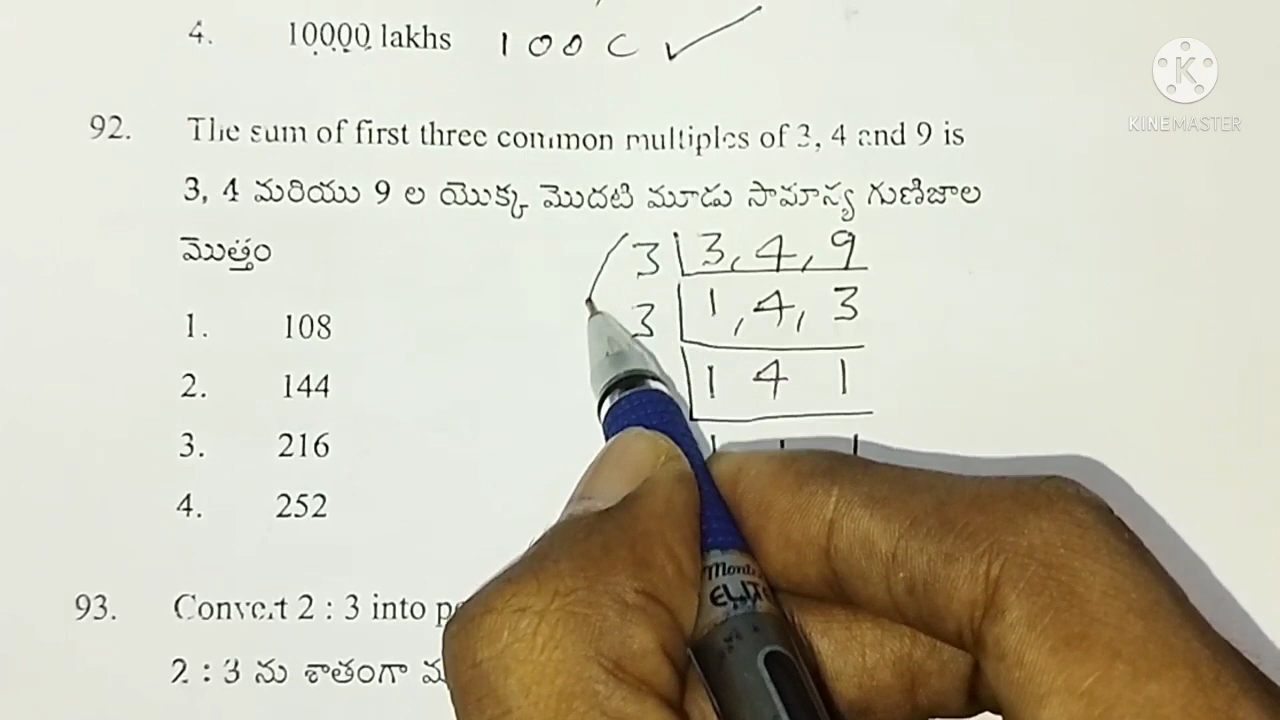 4. 10000 lakhs 100 C
K
KINEMASTER
92. The sum of first three common multiples of 3, 4 and 9 is
3, 4 మరియు 9 ల యొక్క మొదటి మూడు సామాన్య గుణిజాల
మొత్తం
3 3, 4, 9
3 1, 4, 3
1 4 1
1. 108
2. 144
3. 216
4. 252
Monte
ELITE
93. Convert 2 : 3 into
2 : 3 ను శాతంగా